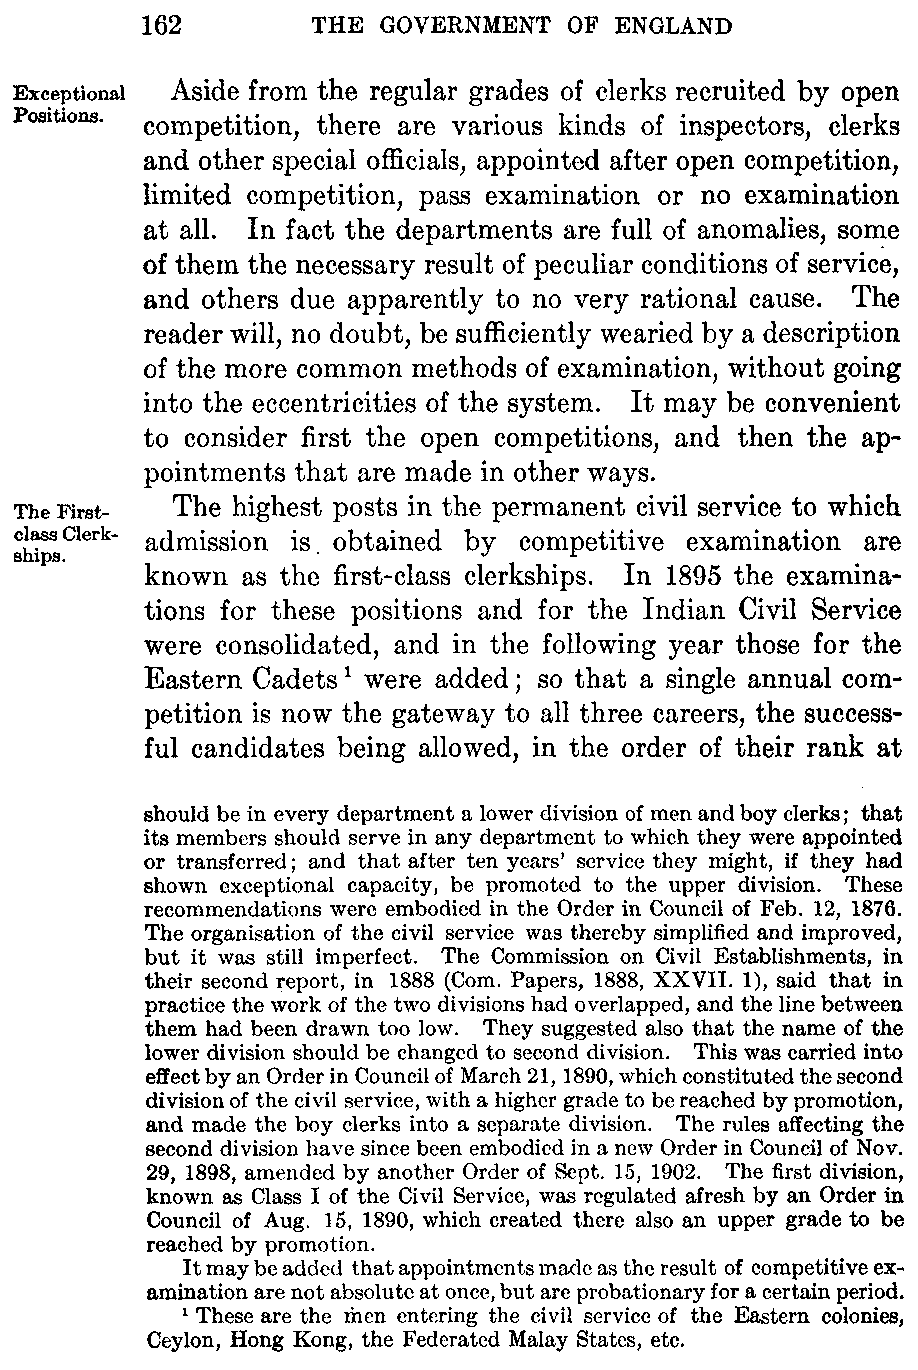 162 THE GOVERNMENT OF ENGLAND
Exceptional
Positions.
Aside from the regular grades of clerks recruited by open
competition, there are various kinds of inspectors, clerks
and other special officials, appointed after open competition,
limited competition, pass examination or no examination
at all. In fact the departments are full of anomalies, some
of them the necessary result of peculiar conditions of service,
and others due apparently to no very rational cause. The
reader will, no doubt, be sufficiently wearied by a description
of the more common methods of examination, without going
into the eccentricities of the system. It may be convenient
to consider first the open competitions, and then the ap-
pointments that are made in other ways.
The First-
class Clerk-
ships.
The highest posts in the permanent civil service to which
admission is obtained by competitive examination are
known as the first-class clerkships. In 1895 the examina-
tions for these positions and for the Indian Civil Service
were consolidated, and in the following year those for the
Eastern Cadets¹ were added; so that a single annual com-
petition is now the gateway to all three careers, the success-
ful candidates being allowed, in the order of their rank at
should be in every department a lower division of men and boy clerks; that
its members should serve in any department to which they were appointed
or transferred; and that after ten years' service they might, if they had
shown exceptional capacity, be promoted to the upper division. These
recommendations were embodied in the Order in Council of Feb. 12, 1876.
The organisation of the civil service was thereby simplified and improved,
but it was still imperfect. The Commission on Civil Establishments, in
their second report, in 1888 (Com. Papers, 1888, XXVII. 1), said that in
practice the work of the two divisions had overlapped, and the line between
them had been drawn too low. They suggested also that the name of the
lower division should be changed to second division. This was carried into
effect by an Order in Council of March 21, 1890, which constituted the second
division of the civil service, with a higher grade to be reached by promotion,
and made the boy clerks into a separate division. The rules affecting the
second division have since been embodied in a new Order in Council of Nov.
29, 1898, amended by another Order of Sept. 15, 1902. The first division,
known as Class I of the Civil Service, was regulated afresh by an Order in
Council of Aug. 15, 1890, which created there also an upper grade to be
reached by promotion.
It may be added that appointments made as the result of competitive ex-
amination are not absolute at once, but are probationary for a certain period.
¹ These are the men entering the civil service of the Eastern colonies,
Ceylon, Hong Kong, the Federated Malay States, etc.